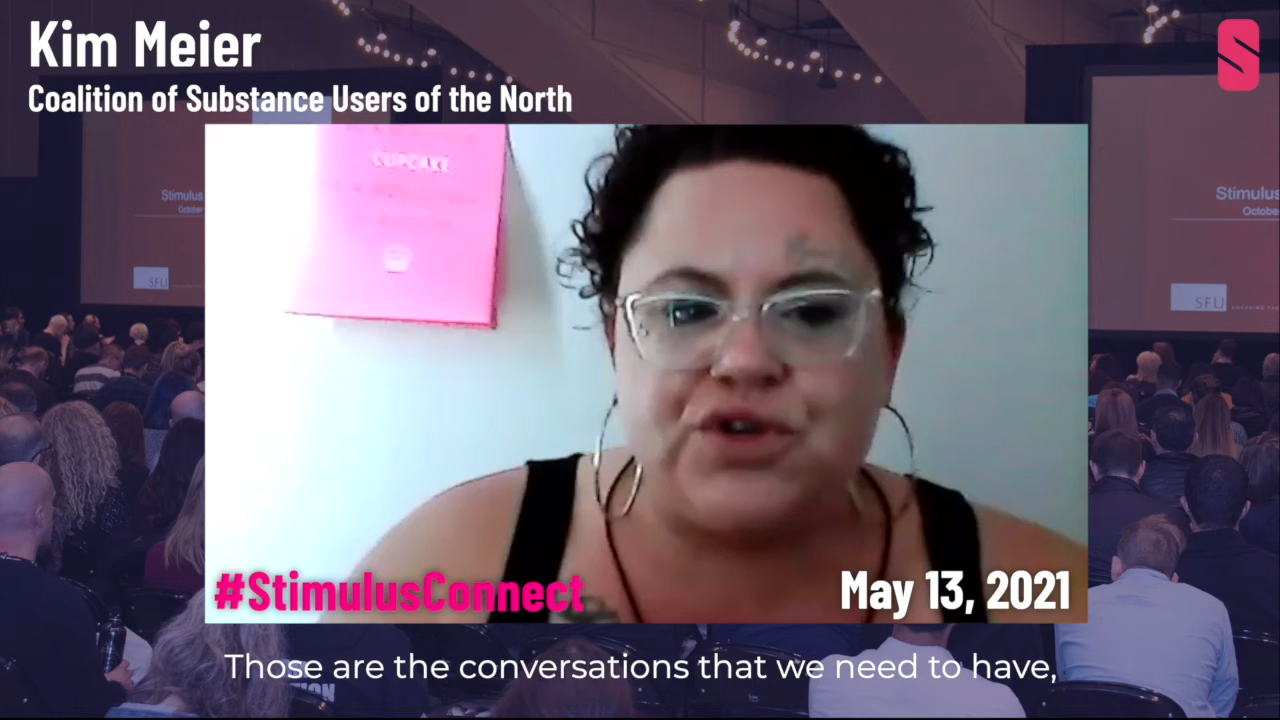 Kim Meier
Coalition of Substance Users of the North
S
CUPCAKE
Stimulus
October
SFU
Stimulus
Octobe
SFU
#StimulusConnect
May 13, 2021
Those are the conversations that we need to have,